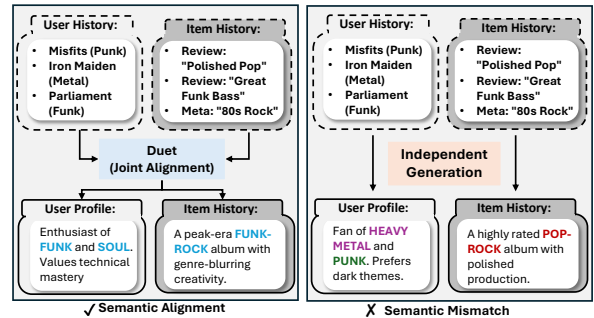 User History:
• Misfits (Punk)
• Iron Maiden
(Metal)
• Parliament
(Funk)
Item History:
• Review:
"Polished Pop"
• Review: "Great
Funk Bass"
• Meta: "80s Rock"
Duet
(Joint Alignment)
User Profile:
Enthusiast of
FUNK and SOUL.
Values technical
mastery
Item History:
A peak-era FUNK-
ROCK album with
genre-blurring
creativity.
✓ Semantic Alignment
User History:
• Misfits (Punk)
• Iron Maiden
(Metal)
• Parliament
(Funk)
Item History:
• Review:
"Polished Pop"
• Review: "Great
Funk Bass"
• Meta: "80s Rock"
Independent
Generation
User Profile:
Fan of HEAVY
METAL and
PUNK. Prefers
dark themes.
Item History:
A highly rated POP-
ROCK album with
polished
production.
✗ Semantic Mismatch